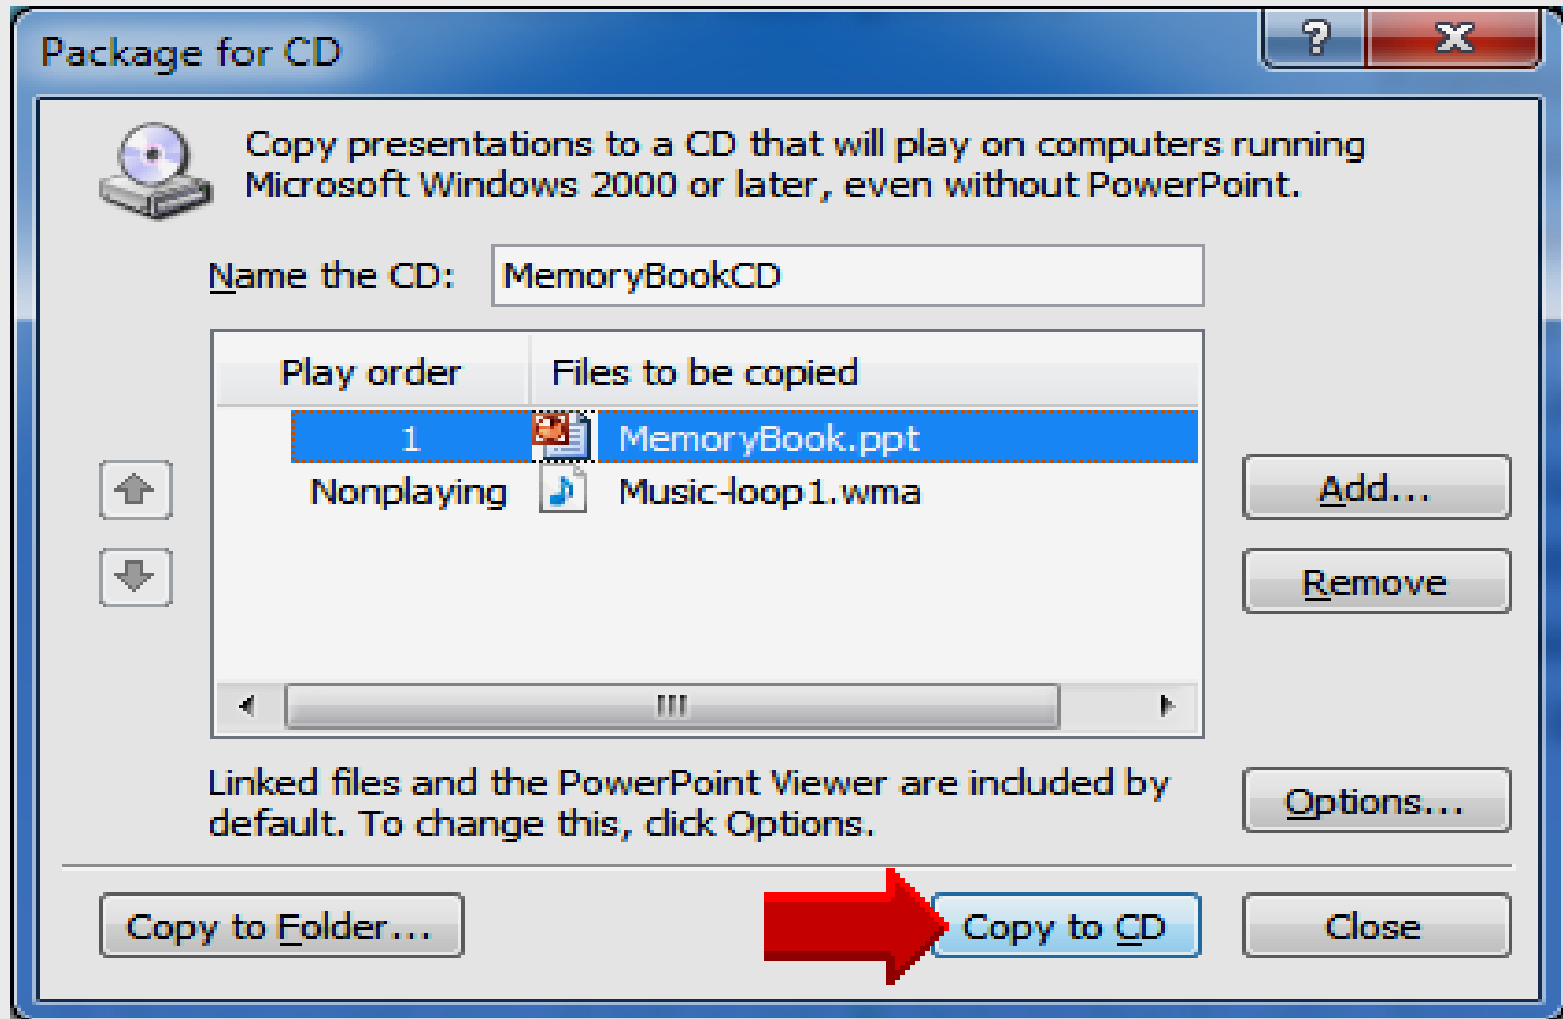 Package for CD
?
Copy presentations to a CD that will play on computers running
Microsoft Windows 2000 or later, even without PowerPoint.
Name the CD: MemoryBookCD
Play order Files to be copied
1 MemoryBook.ppt
Nonplaying Music-loop1.wma
Add...
Remove
Linked files and the PowerPoint Viewer are included by
default. To change this, click Options.
Options...
Copy to Folder... Copy to CD Close